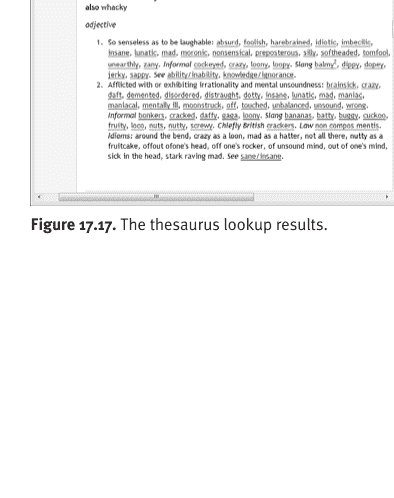 also whacky
adjective
1. So senseless as to be laughable: absurd, foolish, harebrained, idiotic, imbecilic,
insane, lunatic, mad, moronic, nonsensical, preposterous, silly, softheaded, tomfool,
unearthly, zany. Informal cockeyed, crazy, loony, loopy. Slang balmy², dippy, dopey,
jerky, sappy. See ability/inability, knowledge/ignorance.
2. Afflicted with or exhibiting irrationality and mental unsoundness: brainsick, crazy,
daft, demented, disordered, distraught, dotty, insane, lunatic, mad, maniac,
maniacal, mentally ill, moonstruck, off, touched, unbalanced, unsound, wrong.
Informal bonkers, cracked, daffy, gaga, loony. Slang bananas, batty, buggy, cuckoo,
fruity, loco, nuts, nutty, screwy. Chiefly British crackers. Law non compos mentis.
Idioms: around the bend, crazy as a loon, mad as a hatter, not all there, nutty as a
fruitcake, offout ofone's head, off one's rocker, of unsound mind, out of one's mind,
sick in the head, stark raving mad. See sane/insane.
Figure 17.17. The thesaurus lookup results.